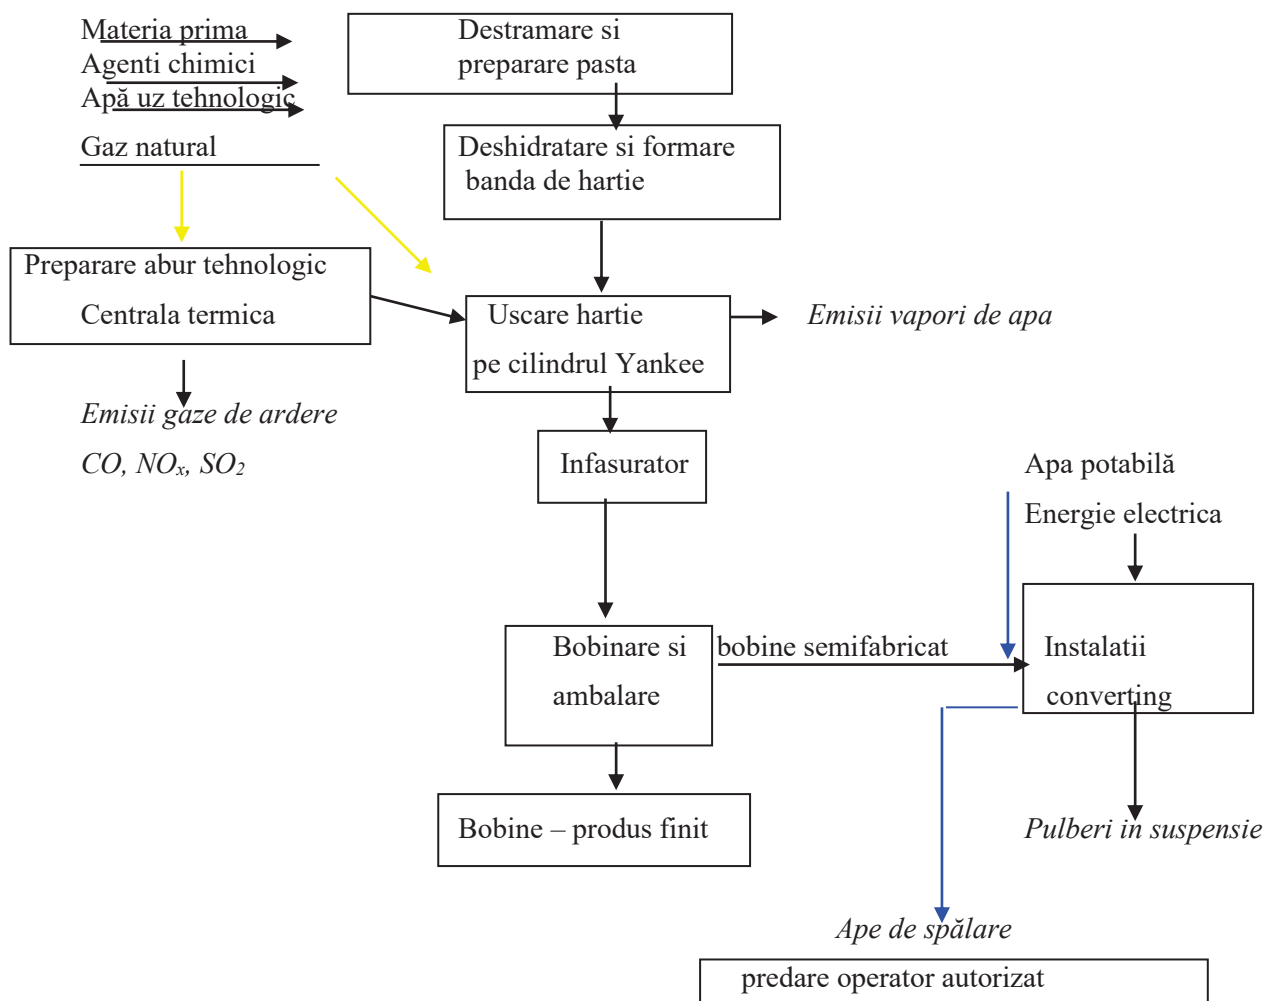 Materia prima
Agenti chimici
Apă uz tehnologic
Gaz natural
Destramare si
preparare pasta
Deshidratare si formare
banda de hartie
Preparare abur tehnologic
Centrala termica
Uscare hartie
pe cilindrul Yankee
Emisii vapori de apa
Emisii gaze de ardere
CO, NOx, SO2
Infasurator
Apa potabilă
Energie electrica
Bobinare si
ambalare
bobine semifabricat
Instalatii
converting
Bobine – produs finit
Pulberi in suspensie
Ape de spălare
predare operator autorizat